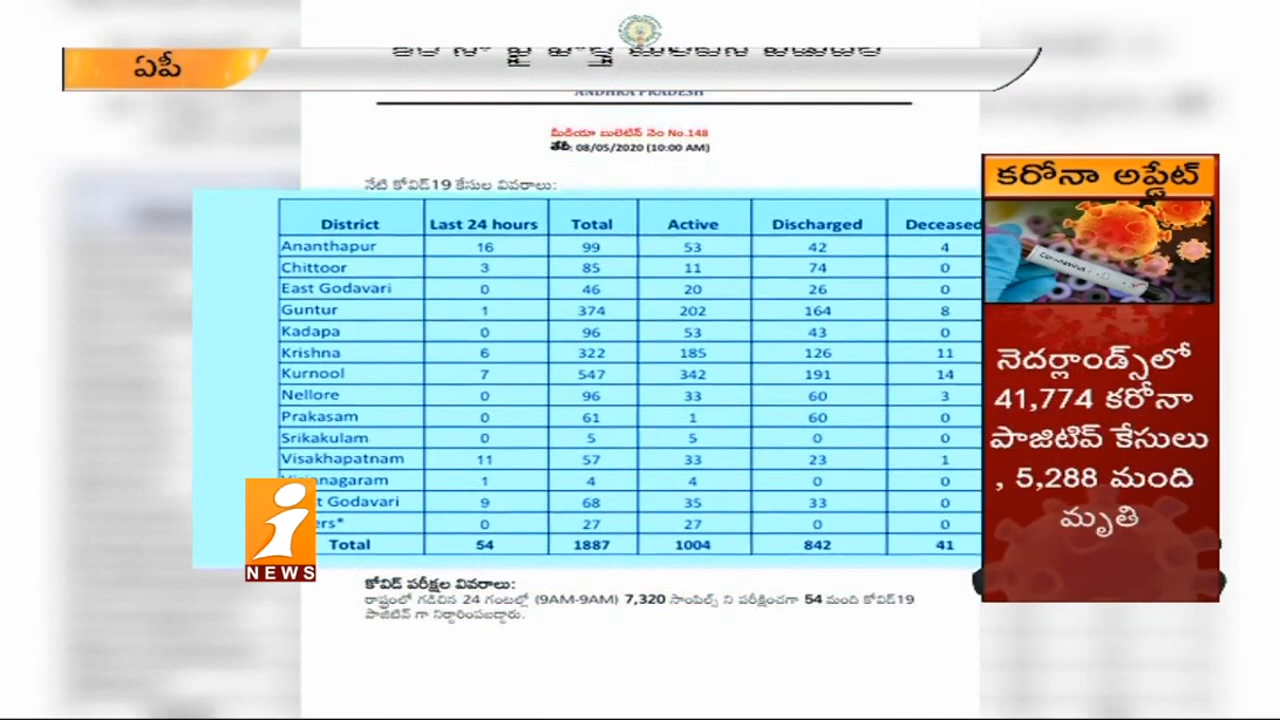 ఏపీ
ANDHRA PRADESH
మీడియా బులెటిన్ నెం No.148
తేదీ: 08/05/2020 (10:00 AM)
నేటి కోవిడ్19 కేసుల వివరాలు:
District Last 24 hours Total Active Discharged Deceased
Ananthapur 16 99 53 42 4
Chittoor 3 85 11 74 0
East Godavari 0 46 20 26 0
Guntur 1 374 202 164 8
Kadapa 0 96 53 43 0
Krishna 6 322 185 126 11
Kurnool 7 547 342 191 14
Nellore 0 96 33 60 3
Prakasam 0 61 1 60 0
Srikakulam 0 5 5 0 0
Visakhapatnam 11 57 33 23 1
1 4 4 0 0
Godavari 9 68 35 33 0
0 27 27 0 0
Total 54 1887 1004 842 41
కోవిడ్ పరీక్షల వివరాలు:
రాష్ట్రంలో గడిచిన 24 గంటల్లో (9AM-9AM) 7,320 సాంపిల్స్ ని పరీక్షించగా 54 మంది కోవిడ్19
పాజిటివ్ గా నిర్ధారింపబడ్డారు.
i
NEWS
కరోనా అప్డేట్
నెదర్లాండ్స్‌లో
41,774 కరోనా
పాజిటివ్ కేసులు
, 5,288 మంది
మృతి